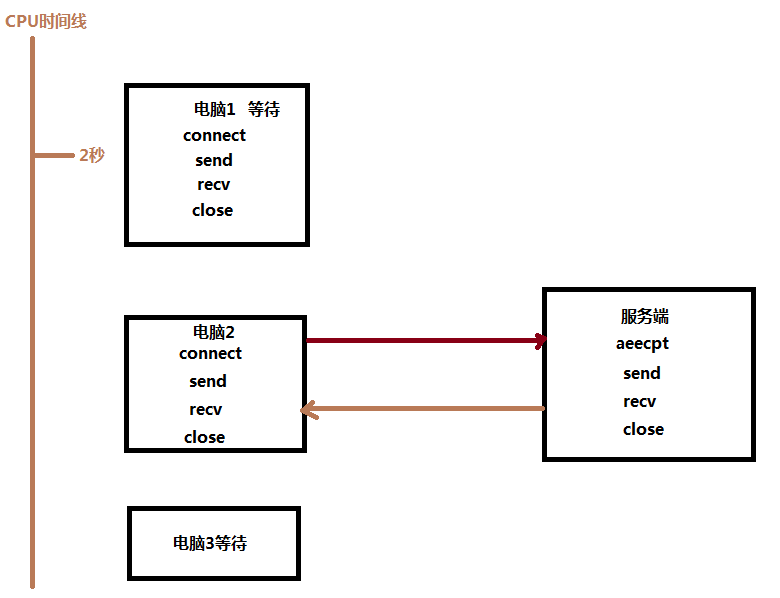 CPU时间线
2秒
电脑1 等待
connect
send
recv
close
电脑2
connect
send
recv
close
服务端
aeecpt
send
recv
close
电脑3等待